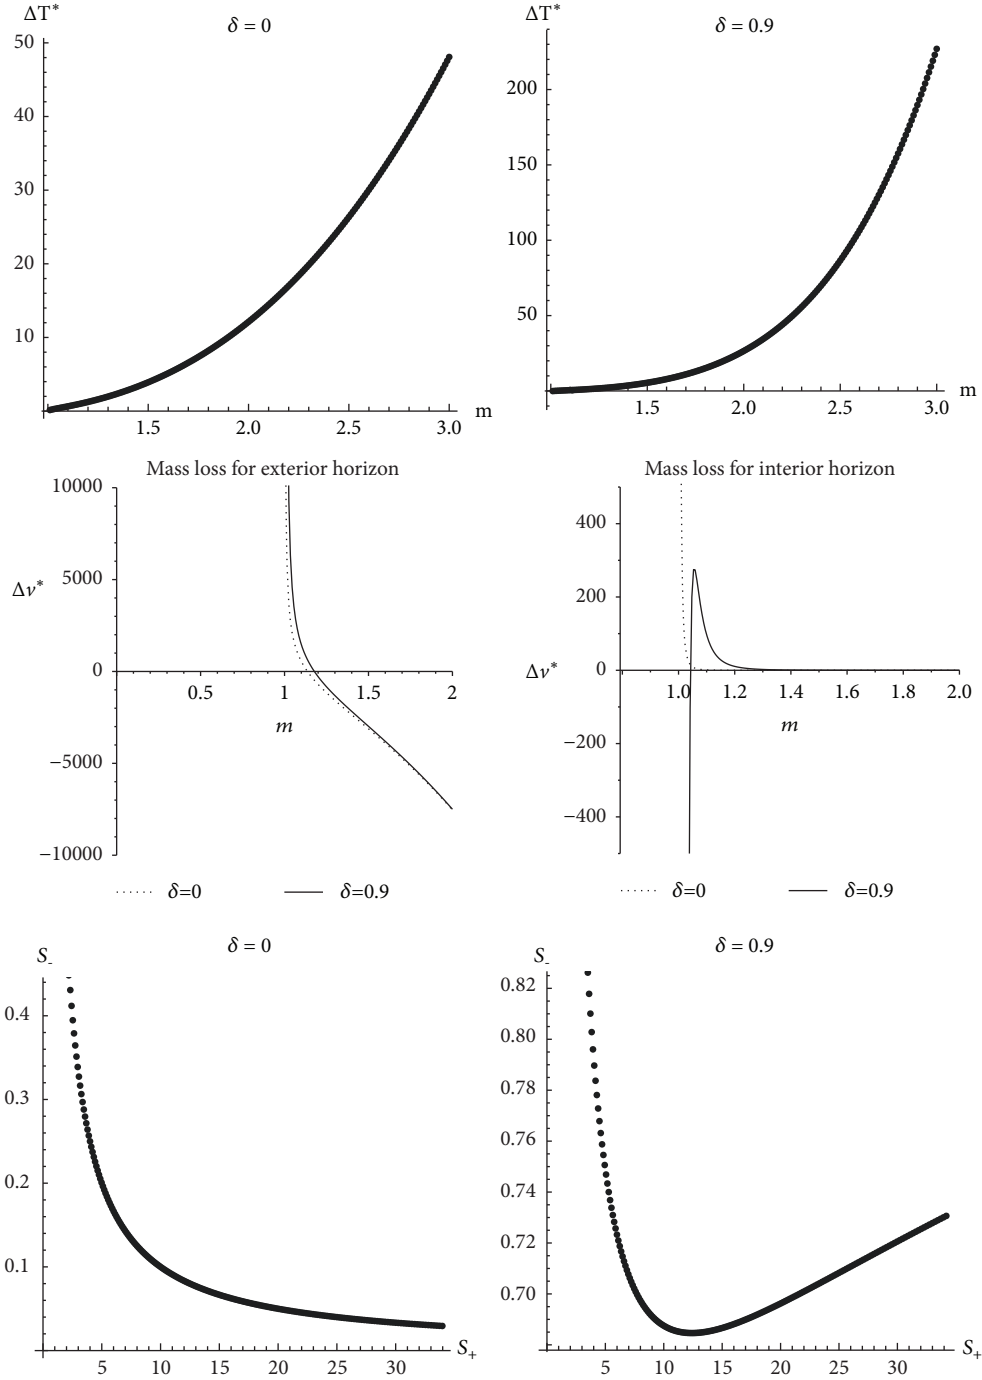 ΔT*
δ = 0
50
40
30
20
10
1.5 2.0 2.5 3.0
m
ΔT*
δ = 0.9
200
150
100
50
1.5 2.0 2.5 3.0
m
Mass loss for exterior horizon
10000
5000
Δν*
0
−5000
−10000
0.5 1 1.5 2
m
δ=0 δ=0.9
Mass loss for interior horizon
400
200
Δν*
0
−200
−400
1.0 1.2 1.4 1.6 1.8 2.0
m
δ=0 δ=0.9
S-
δ = 0
0.4
0.3
0.2
0.1
5 10 15 20 25 30
S+
S-
δ = 0.9
0.82
0.80
0.78
0.76
0.74
0.72
0.70
5 10 15 20 25 30
S+